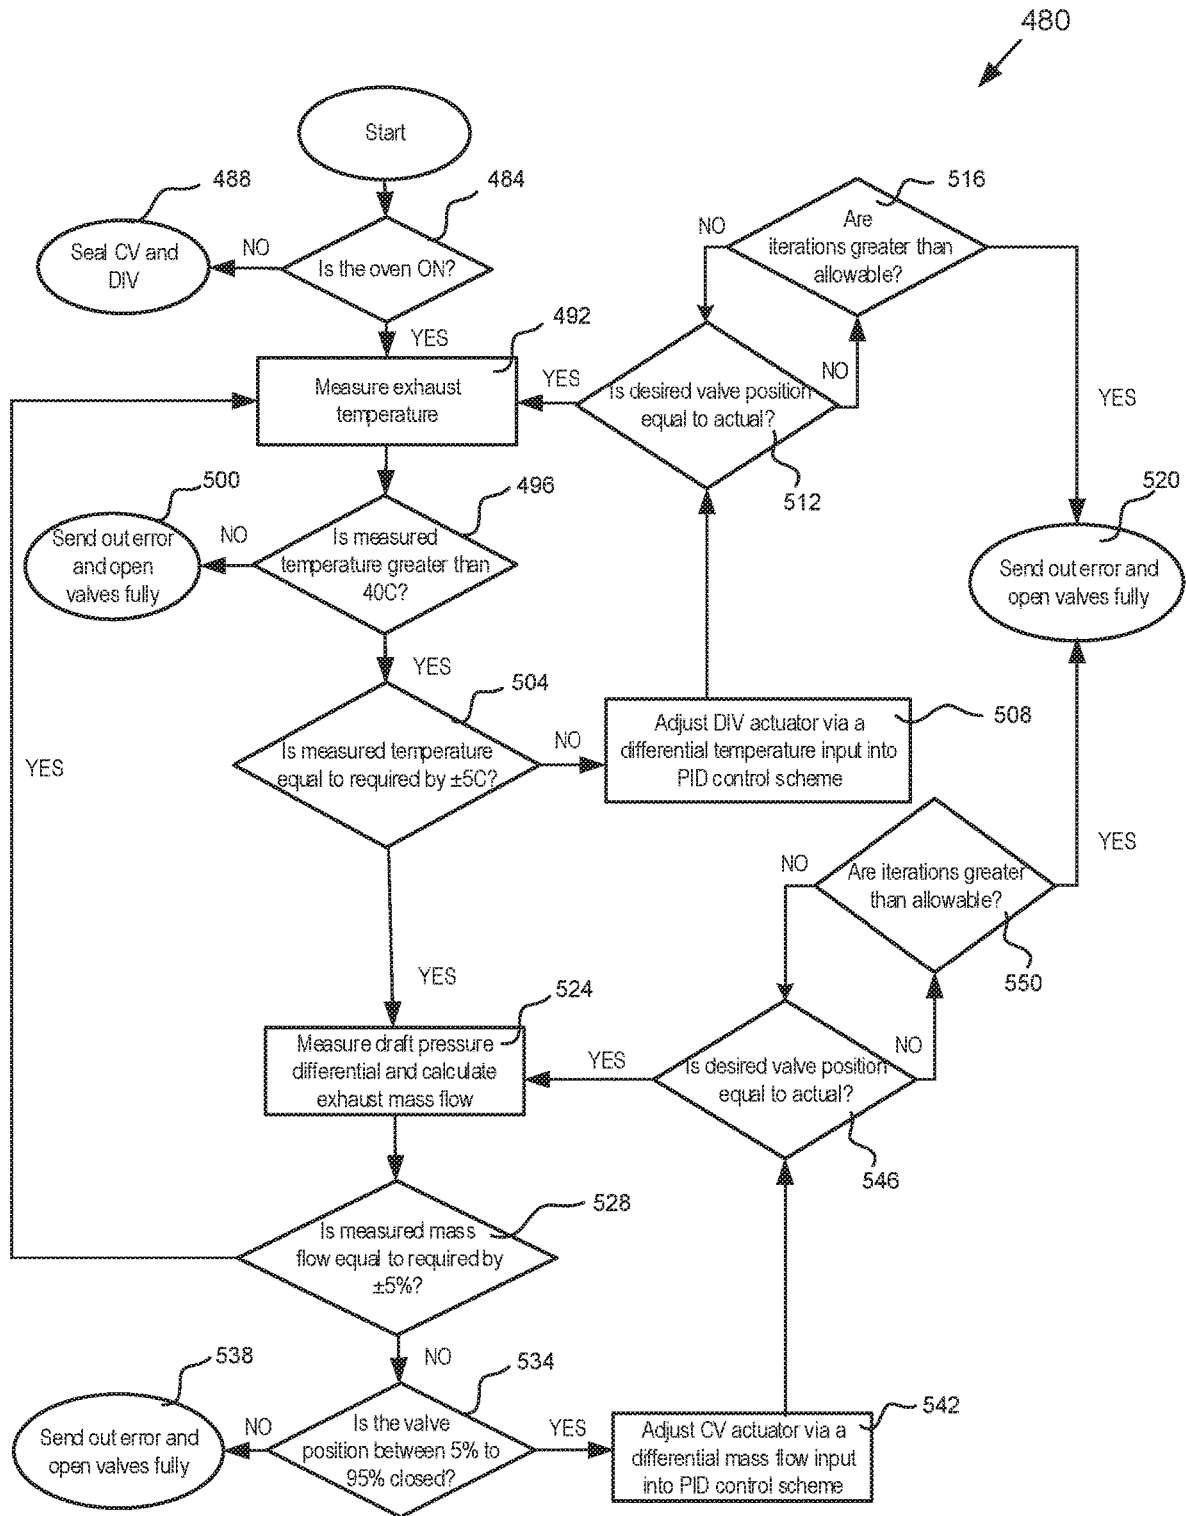 480
Start
488
484
516
Seal CV and
DIV
NO
Is the oven ON?
NO
Are
iterations greater than
allowable?
YES
492
Measure exhaust
temperature
YES
Is desired valve position
equal to actual?
NO
YES
512
500
496
520
Send out error
and open
valves fully
NO
Is measured
temperature greater than
40C?
Send out error and
open valves fully
YES
504
508
YES
Is measured temperature
equal to required by ±5C?
NO
Adjust DIV actuator via a
differential temperature input into
PID control scheme
YES
NO
Are iterations greater
than allowable?
550
YES
524
Measure draft pressure
differential and calculate
exhaust mass flow
YES
Is desired valve position
equal to actual?
NO
546
528
Is measured mass
flow equal to required by
±5%?
NO
538
534
542
Send out error and
open valves fully
NO
Is the valve
position between 5% to
95% closed?
YES
Adjust CV actuator via a
differential mass flow input
into PID control scheme